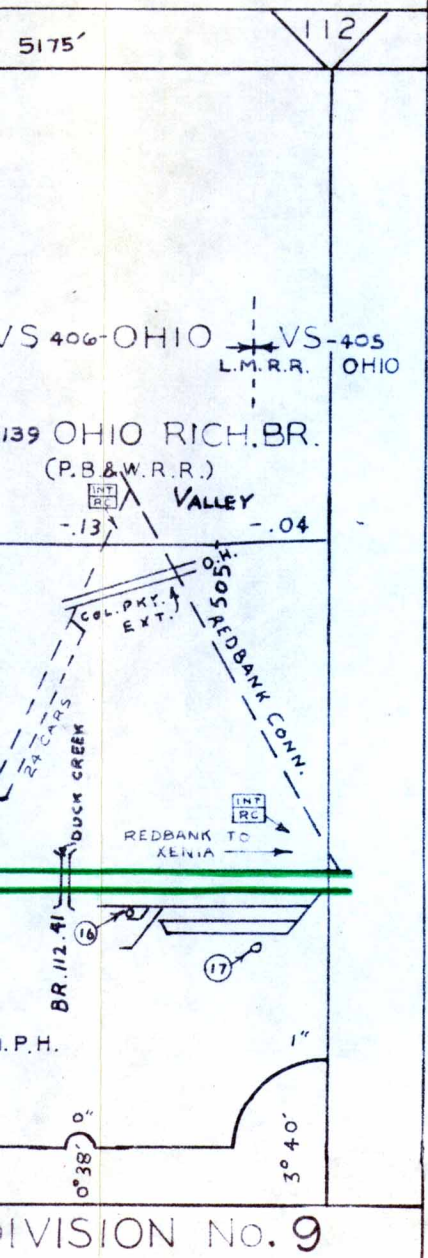 5175'
112
VS 406-OHIO
VS-405
L.M.R.R.
OHIO
139 OHIO RICH. BR.
(P.B.&W.R.R.)
INT
RC
VALLEY
-.13
-.04
COL. PKY.
EXT.
505
REDBANK CONN.
24 CARS
DUCK CREEK
INT
RC
REDBANK TO
XENIA
BR. 112.41
16
17
.P.H.
1"
0"
0°38'
3°40'
IVISION No. 9